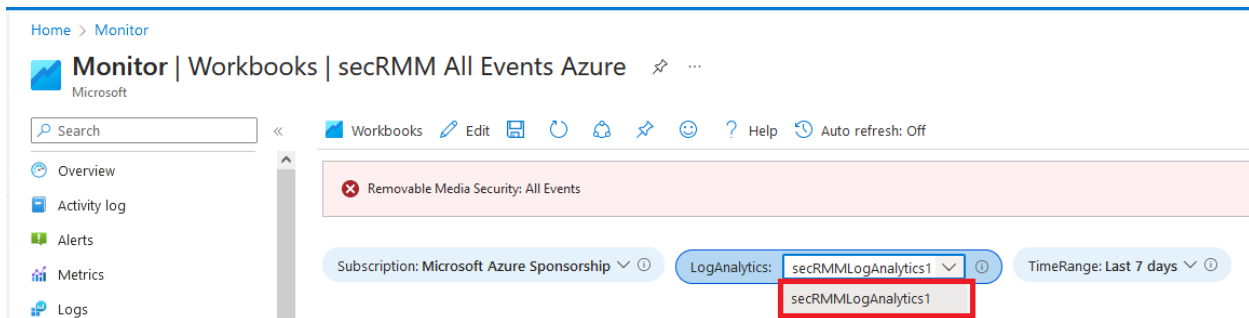 Home > Monitor
Monitor | Workbooks | secRMM All Events Azure ...
Microsoft
Search «
Workbooks Edit ? Help Auto refresh: Off
Overview
Removable Media Security: All Events
Activity log
Alerts
Subscription: Microsoft Azure Sponsorship LogAnalytics: secRMMLogAnalytics1 TimeRange: Last 7 days
Metrics
secRMMLogAnalytics1
Logs